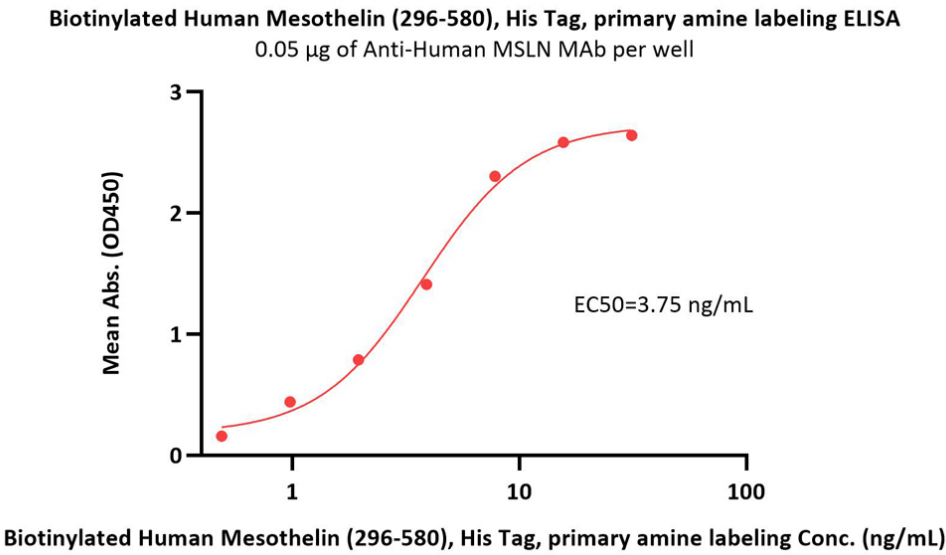 Biotinylated Human Mesothelin (296-580), His Tag, primary amine labeling ELISA
0.05 μg of Anti-Human MSLN MAb per well
3
2
1
0
Mean Abs. (OD450)
EC50=3.75 ng/mL
1
10
100
Biotinylated Human Mesothelin (296-580), His Tag, primary amine labeling Conc. (ng/mL)